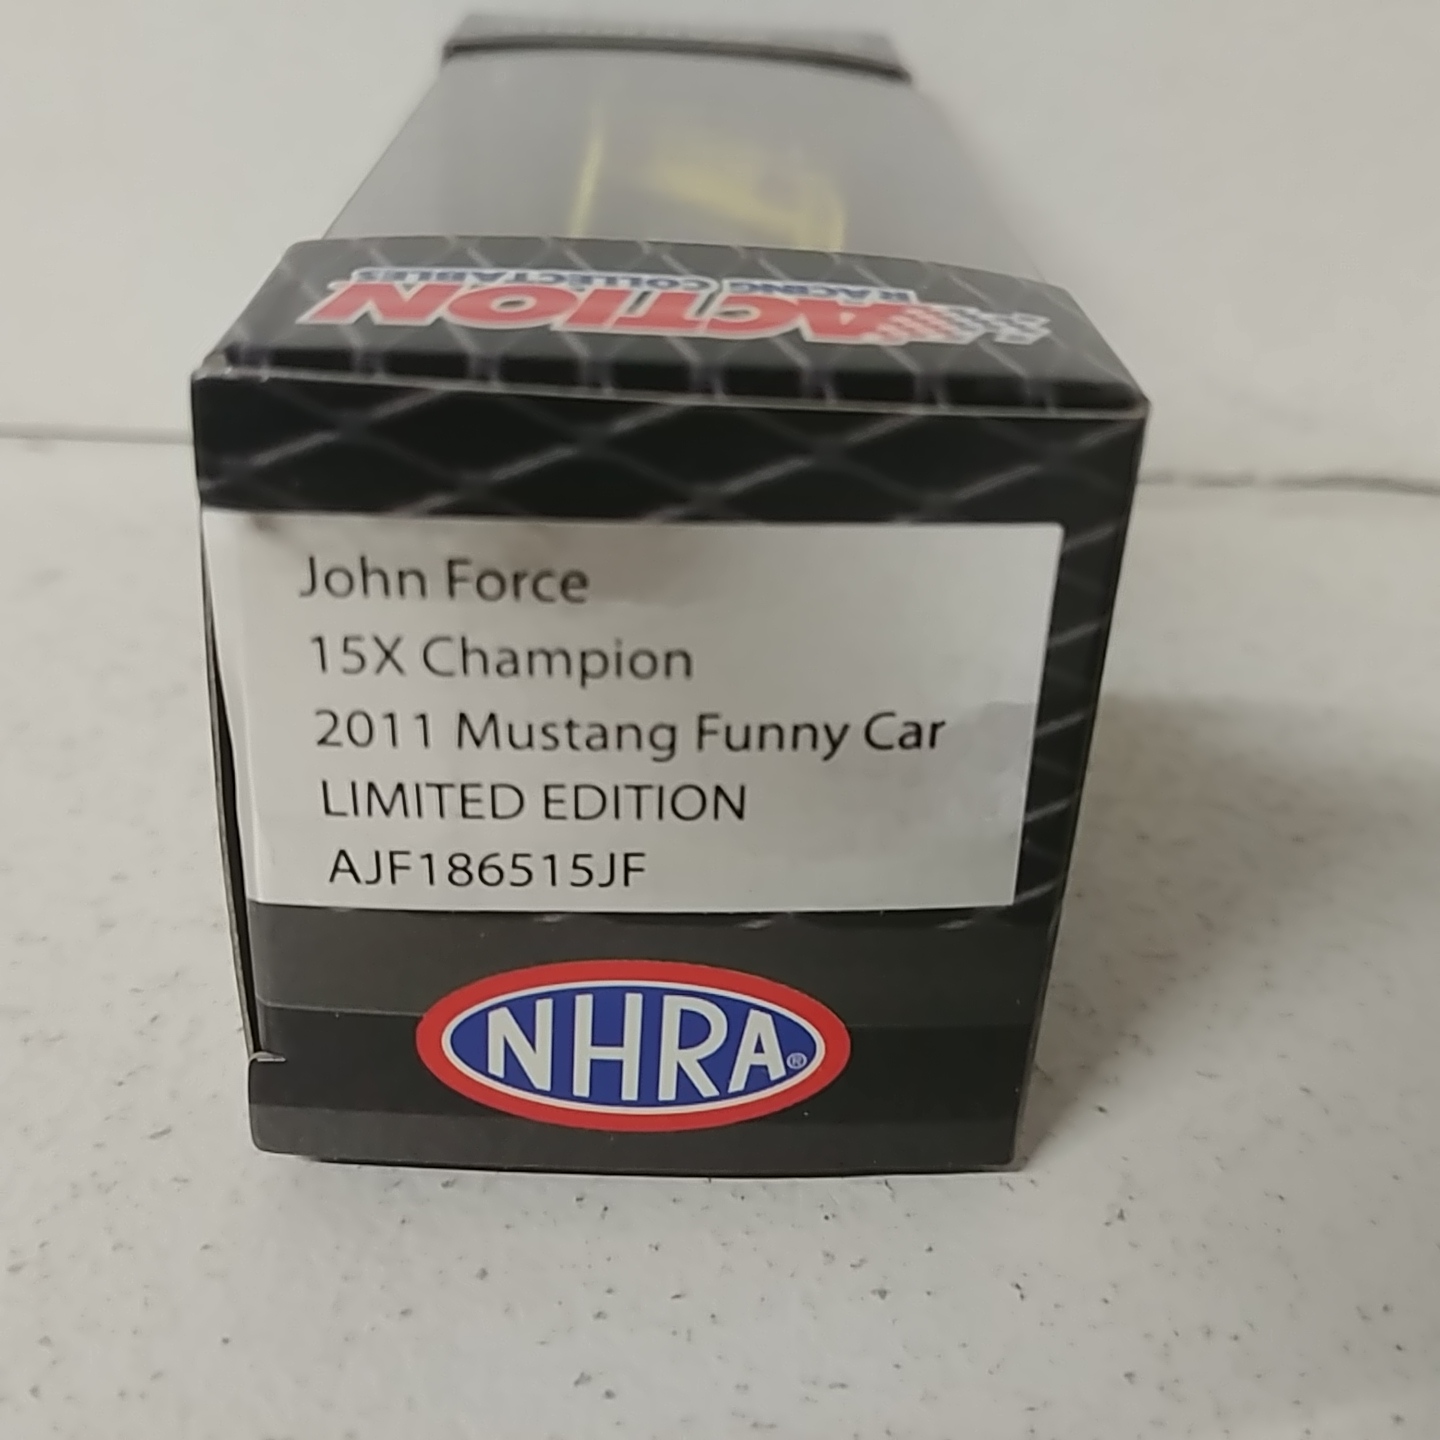 ACTION
RACING COLLECTABLES
John Force
15X Champion
2011 Mustang Funny Car
LIMITED EDITION
AJF186515JF
NHRA®